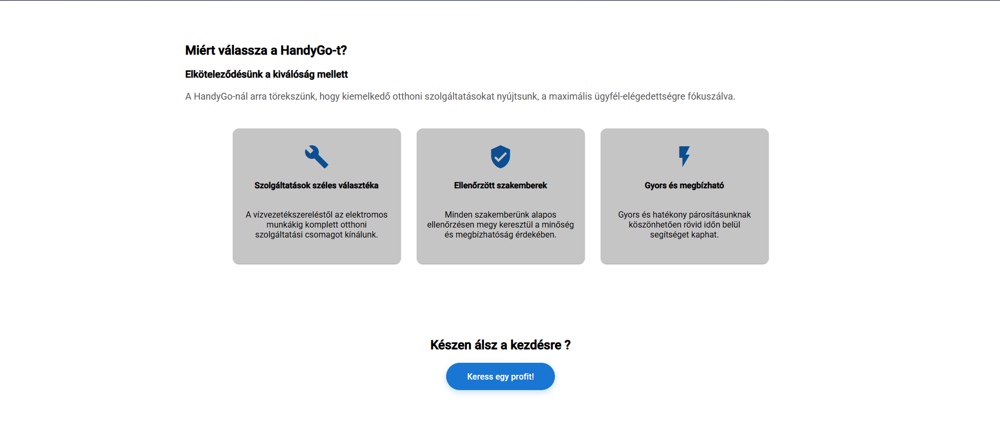 Miért válassza a HandyGo-t?
Elköteleződésünk a kiválóság mellett
A HandyGo-nál arra törekszünk, hogy kiemelkedő otthoni szolgáltatásokat nyújtsunk, a maximális ügyfél-elégedettségre fókuszálva.
Szolgáltatások széles választéka
A vízvezetékszereléstől az elektromos
munkákig komplett otthoni
szolgáltatási csomagot kínálunk.
Ellenőrzött szakemberek
Minden szakemberünk alapos
ellenőrzésen megy keresztül a minőség
és megbízhatóság érdekében.
Gyors és megbízható
Gyors és hatékony párosításunknak
köszönhetően rövid időn belül
segítséget kaphat.
Készen álsz a kezdésre ?
Keress egy profit!